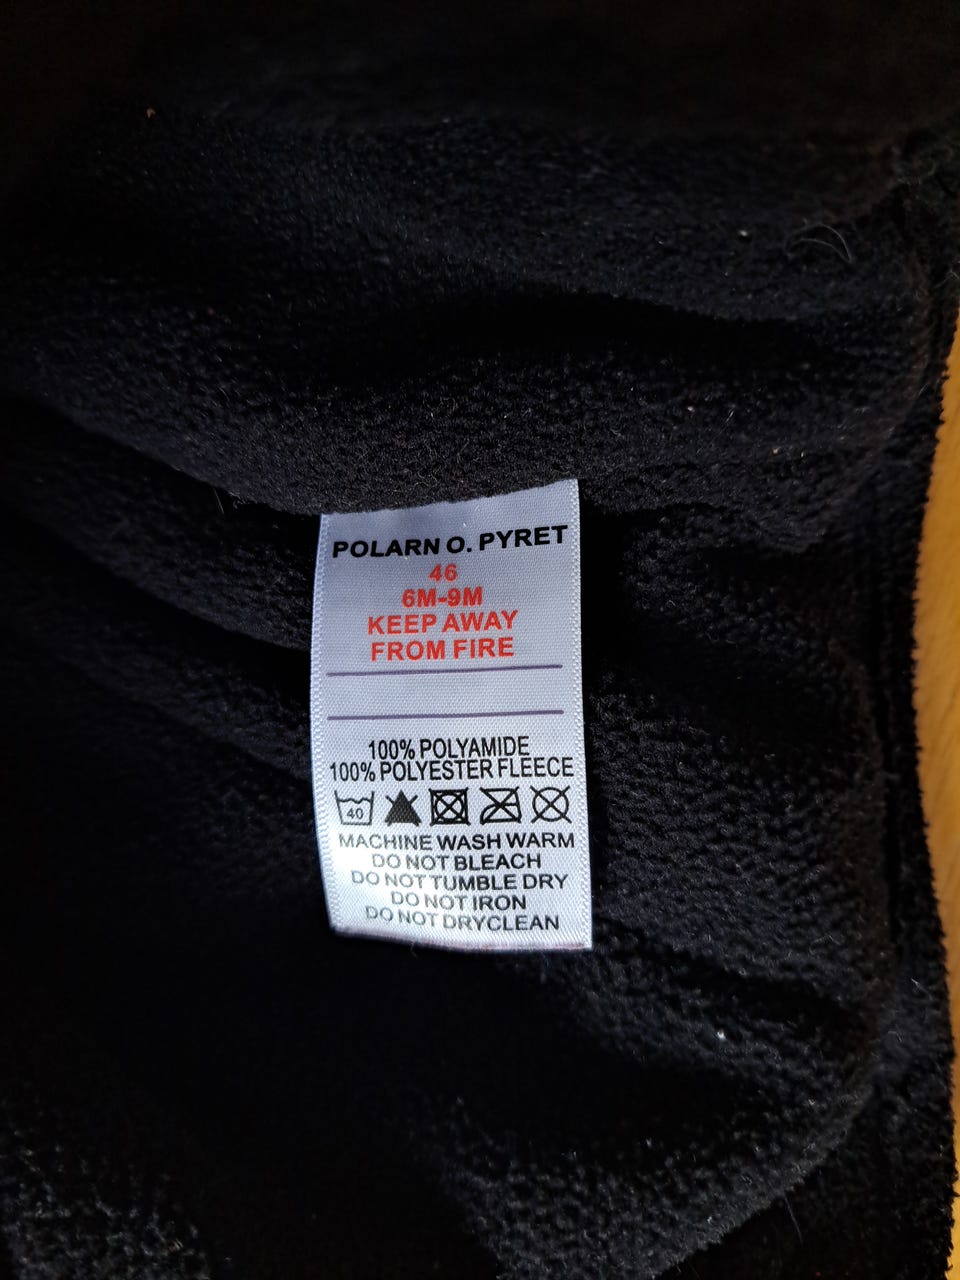 POLARN O. PYRET
46
6M-9M
KEEP AWAY
FROM FIRE
100% POLYAMIDE
100% POLYESTER FLEECE
40
MACHINE WASH WARM
DO NOT BLEACH
DO NOT TUMBLE DRY
DO NOT IRON
DO NOT DRYCLEAN